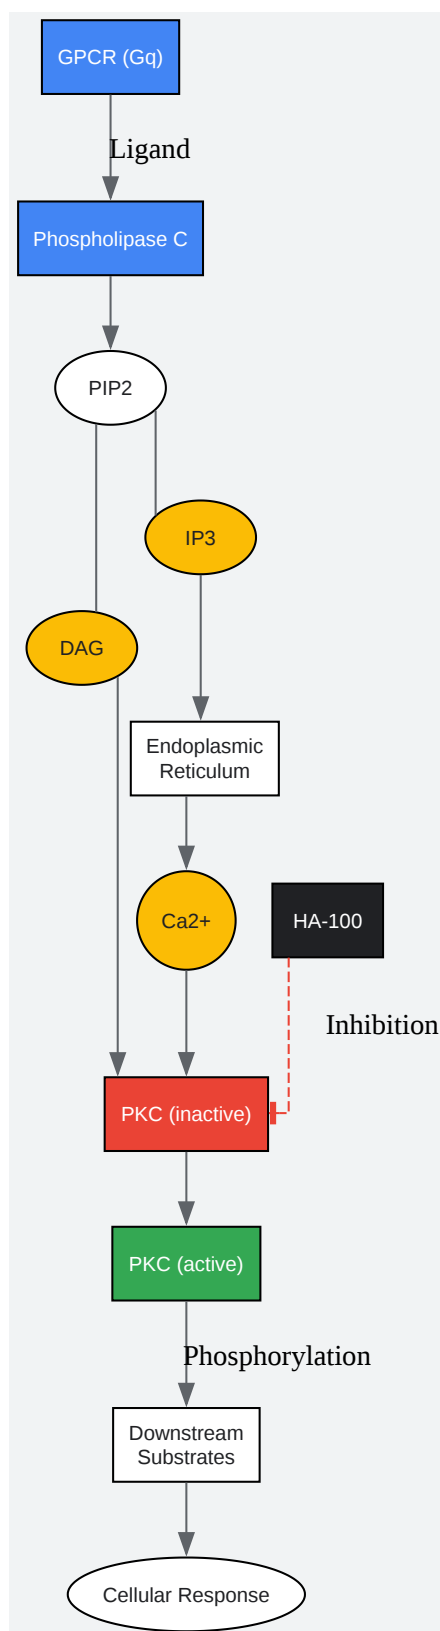 GPCR (Gq)
Ligand
Phospholipase C
PIP2
IP3
DAG
Endoplasmic
Reticulum
Ca2+
HA-100
Inhibition
PKC (inactive)
PKC (active)
Phosphorylation
Downstream
Substrates
Cellular Response